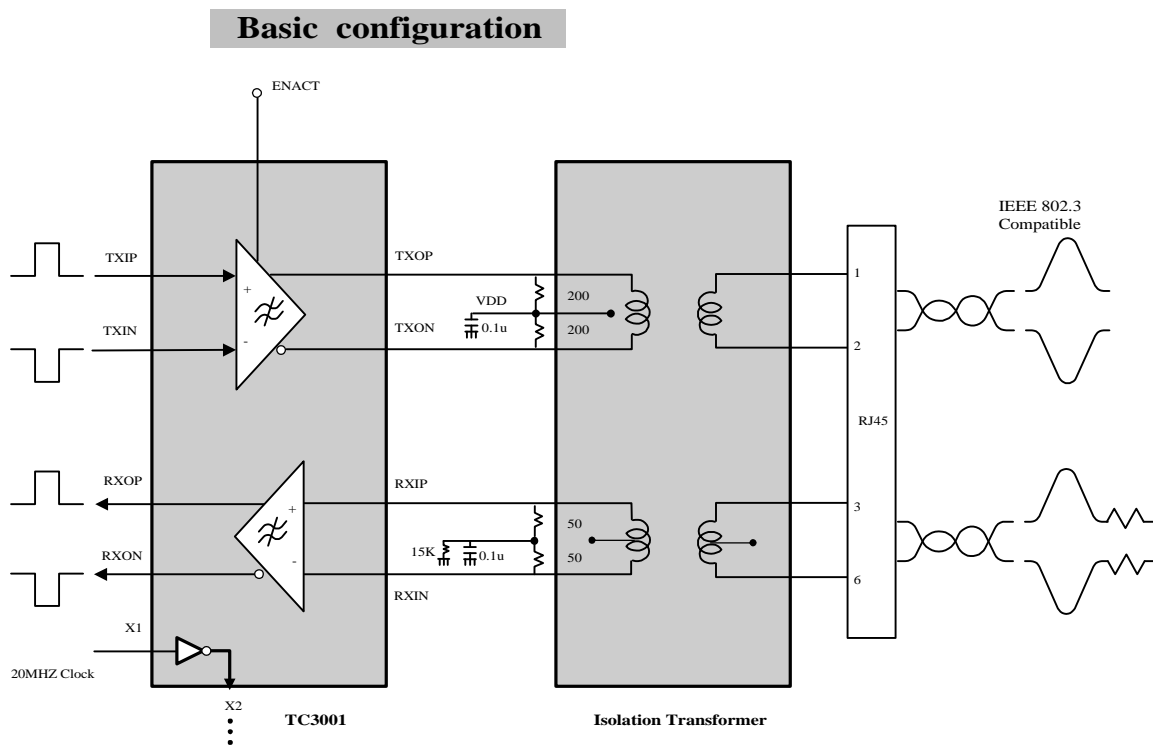 Basic configuration
ENACT
IEEE 802.3
Compatible
TXIP
TXOP
1
+
200
VDD
0.1u
TXIN
TXON
200
-
2
RJ45
RXOP
RXIP
3
+
50
15K
0.1u
RXON
50
-
6
RXIN
X1
20MHZ Clock
X2
TC3001
Isolation Transformer